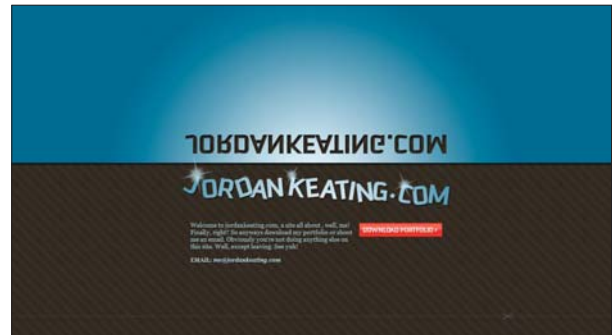 JORDANKEATING.COM
JORDAN KEATING.COM
Welcome to jordankeating.com, a site all about , well, me!
Finally, right? So anyways download my portfolio or shoot
me an email. Obviously you're not doing anything else on
this site. Well, except leaving. See yah!
DOWNLOAD PORTFOLIO >
EMAIL: me@jordankeating.com